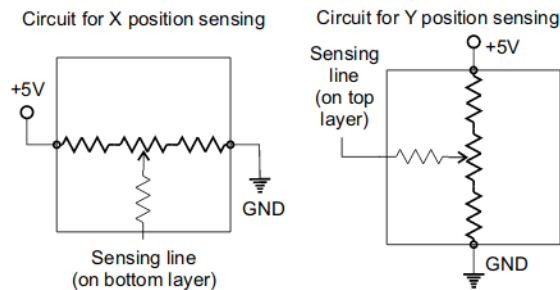 Circuit for X position sensing
+5V
GND
Sensing line
(on bottom layer)
Circuit for Y position sensing
+5V
Sensing
line
(on top
layer)
GND